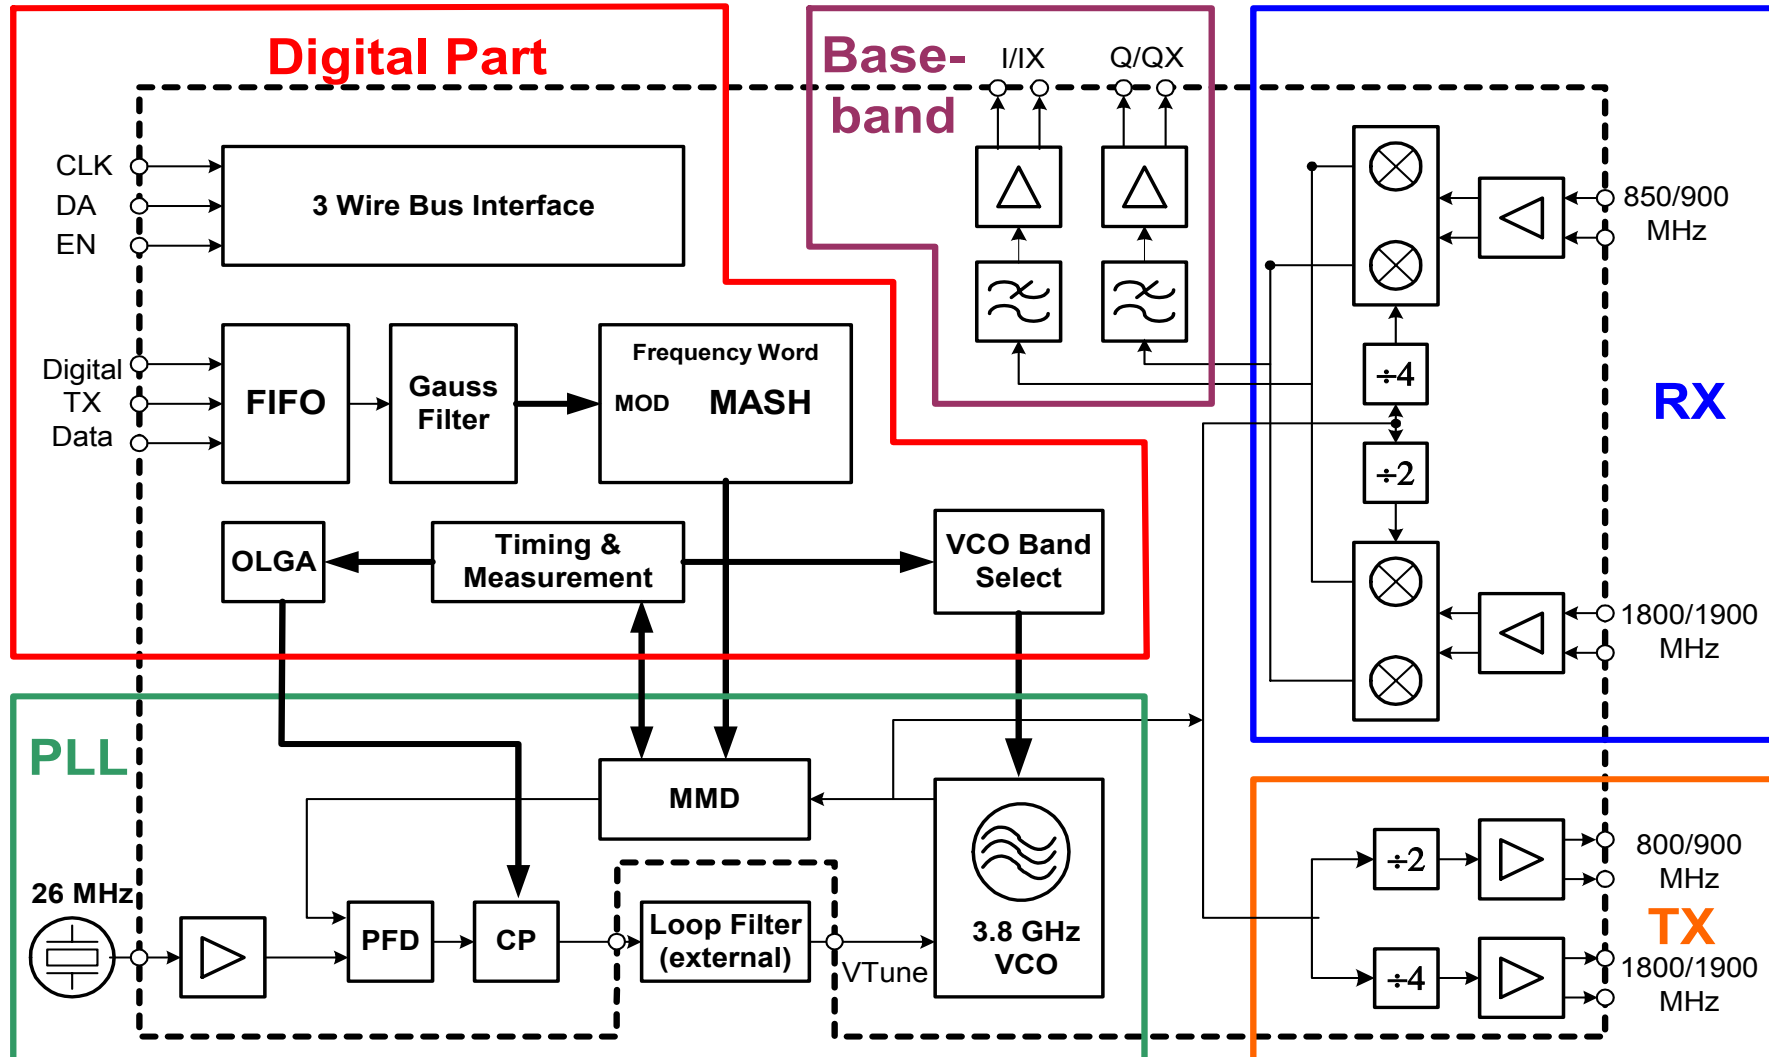 Digital Part
Base-
band
I/IX
Q/QX
CLK
DA
EN
3 Wire Bus Interface
850/900
MHz
Digital
TX
Data
FIFO
Gauss
Filter
Frequency Word
MOD
MASH
÷4
÷2
RX
OLGA
Timing &
Measurement
VCO Band
Select
1800/1900
MHz
PLL
MMD
26 MHz
PFD
CP
Loop Filter
(external)
VTune
3.8 GHz
VCO
÷2
800/900
MHz
TX
÷4
1800/1900
MHz